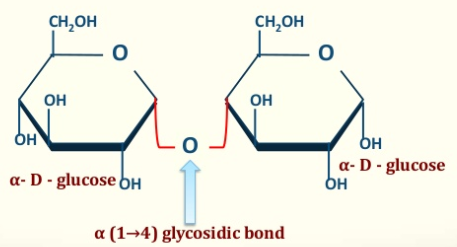 CH₂OH
CH₂OH
O
O
OH
OH
OH
O
OH
α- D - glucose
OH
α- D - glucose
OH
OH
α (1→4) glycosidic bond